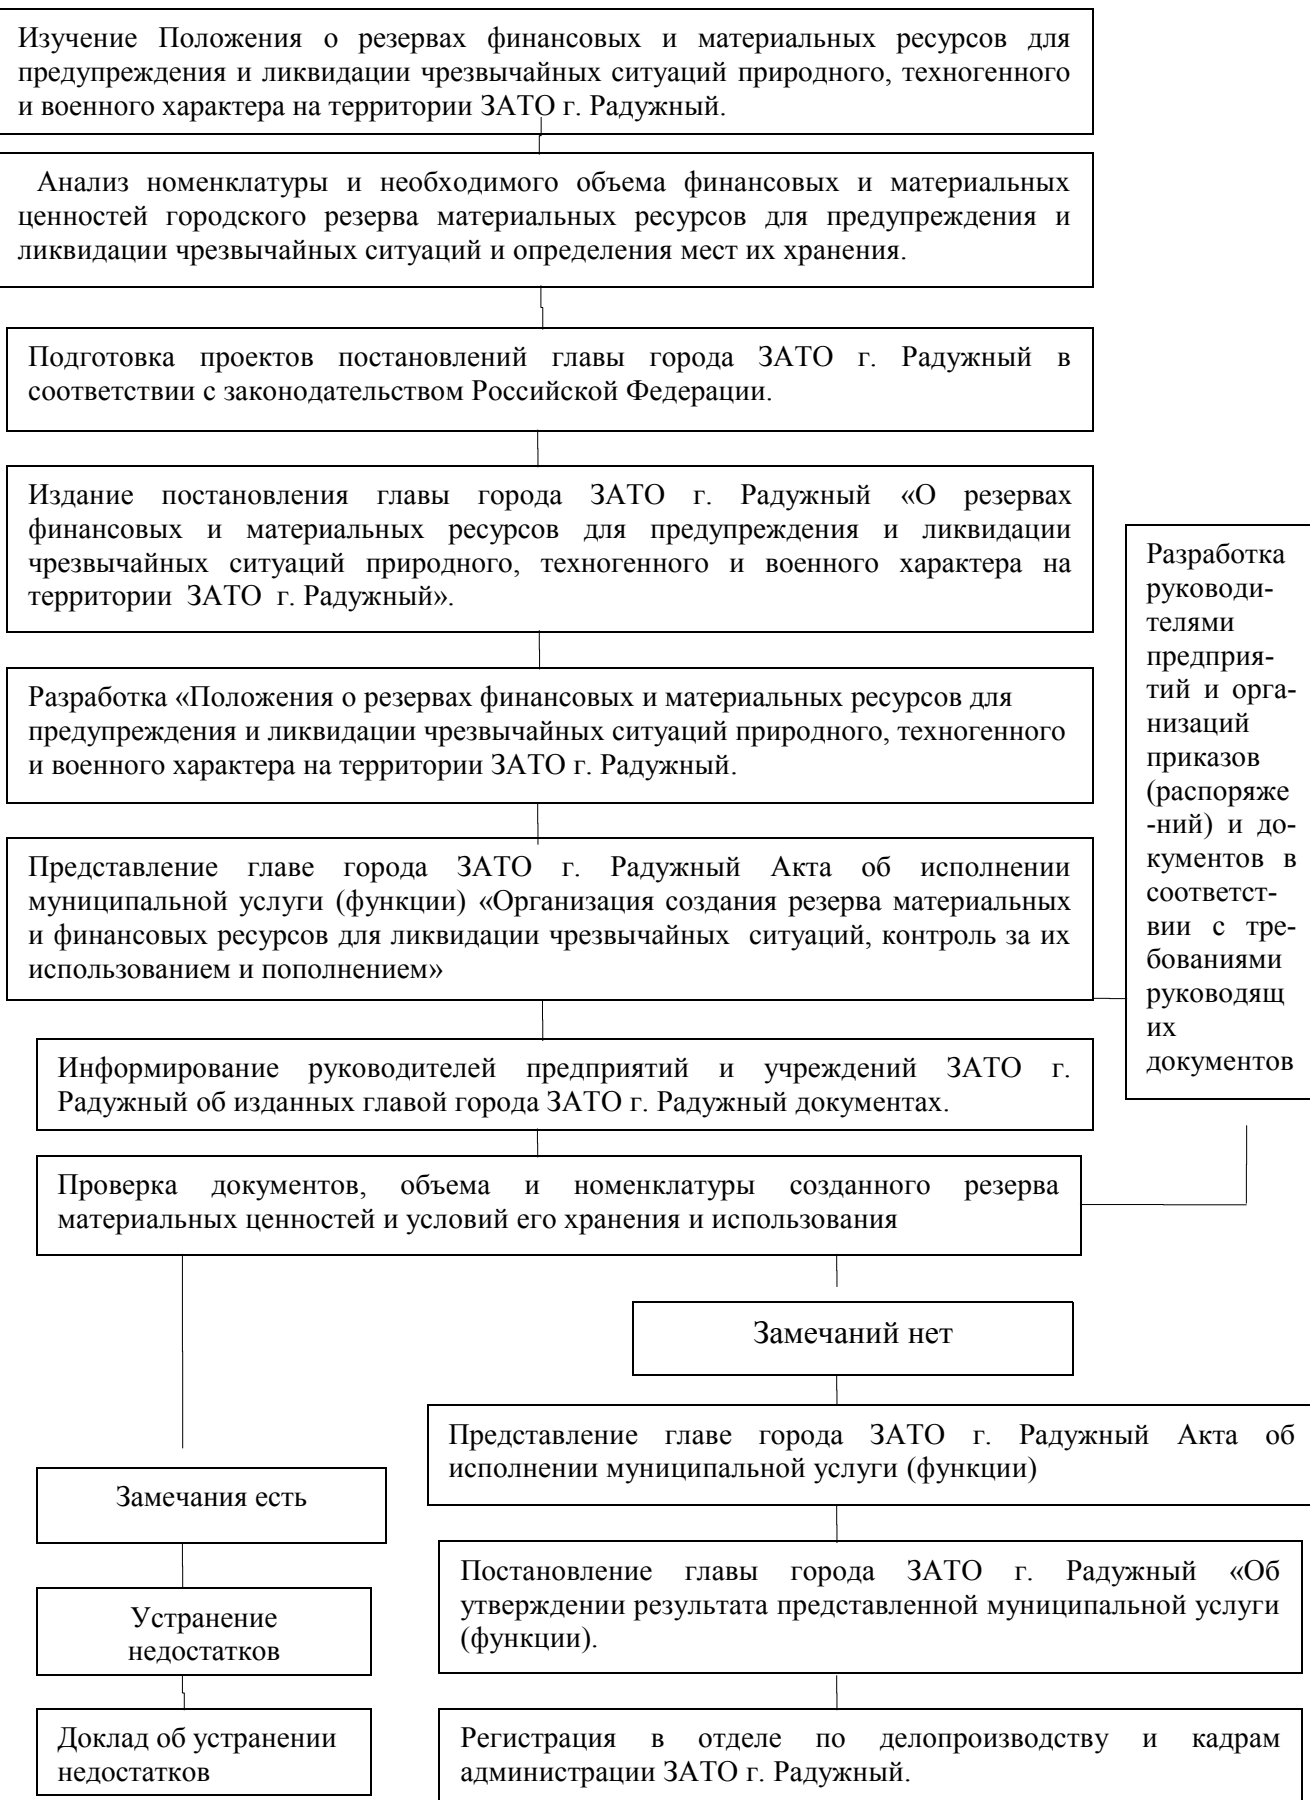 Изучение Положения о резервах финансовых и материальных ресурсов для
предупреждения и ликвидации чрезвычайных ситуаций природного, техногенного
и военного характера на территории ЗАТО г. Радужный.
Анализ номенклатуры и необходимого объема финансовых и материальных
ценностей городского резерва материальных ресурсов для предупреждения и
ликвидации чрезвычайных ситуаций и определения мест их хранения.
Подготовка проектов постановлений главы города ЗАТО г. Радужный в
соответствии с законодательством Российской Федерации.
Издание постановления главы города ЗАТО г. Радужный «О резервах
финансовых и материальных ресурсов для предупреждения и ликвидации
чрезвычайных ситуаций природного, техногенного и военного характера на
территории ЗАТО г. Радужный».
Разработка «Положения о резервах финансовых и материальных ресурсов для
предупреждения и ликвидации чрезвычайных ситуаций природного, техногенного
и военного характера на территории ЗАТО г. Радужный.
Представление главе города ЗАТО г. Радужный Акта об исполнении
муниципальной услуги (функции) «Организация создания резерва материальных
и финансовых ресурсов для ликвидации чрезвычайных ситуаций, контроль за их
использованием и пополнением»
Разработка
руководи-
телями
предприя-
тий и орга-
низаций
приказов
(распоряже
-ний) и до-
кументов в
соответст-
вии с тре-
бованиями
руководящ
их
документов
Информирование руководителей предприятий и учреждений ЗАТО г.
Радужный об изданных главой города ЗАТО г. Радужный документах.
Проверка документов, объема и номенклатуры созданного резерва
материальных ценностей и условий его хранения и использования
Замечаний нет
Представление главе города ЗАТО г. Радужный Акта об
исполнении муниципальной услуги (функции)
Замечания есть
Постановление главы города ЗАТО г. Радужный «Об
утверждении результата представленной муниципальной услуги
(функции).
Устранение
недостатков
Доклад об устранении
недостатков
Регистрация в отделе по делопроизводству и кадрам
администрации ЗАТО г. Радужный.